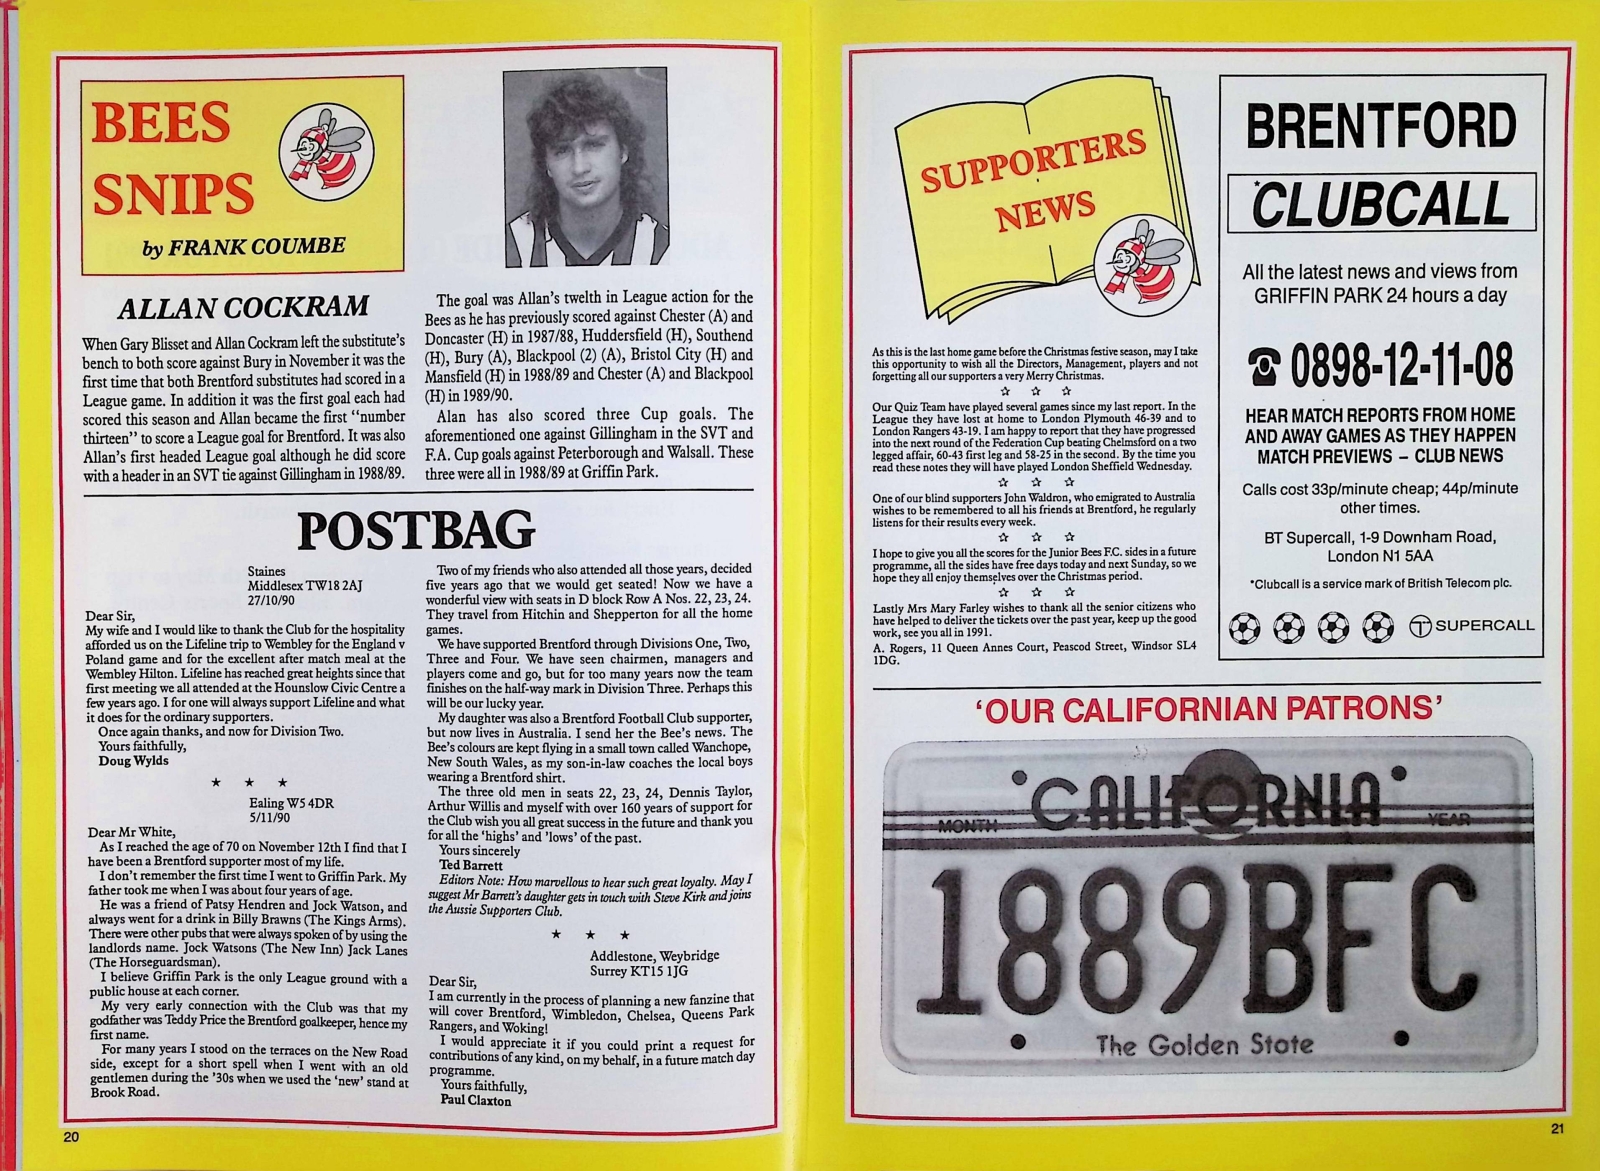 BEES
SNIPS
by FRANK COUMBE
ALLAN COCKRAM
When Gary Blisset and Allan Cockram left the substitute's
bench to both score against Bury in November it was the
first time that both Brentford substitutes had scored in a
League game. In addition it was the first goal each had
scored this season and Allan became the first “number
thirteen” to score a League goal for Brentford. It was also
Allan's first headed League goal although he did score
with a header in an SVT tie against Gillingham in 1988/89.
The goal was Allan's twelth in League action for the
Bees as he has previously scored against Chester (A) and
Doncaster (H) in 1987/88, Huddersfield (H), Southend
(H), Bury (A), Blackpool (2) (A), Bristol City (H) and
Mansfield (H) in 1988/89 and Chester (A) and Blackpool
(H) in 1989/90.
Alan has also scored three Cup goals. The
aforementioned one against Gillingham in the SVT and
F.A. Cup goals against Peterborough and Walsall. These
three were all in 1988/89 at Griffin Park.
POSTBAG
Staines
Middlesex TW18 2AJ
27/10/90
Dear Sir,
My wife and I would like to thank the Club for the hospitality
afforded us on the Lifeline trip to Wembley for the England v
Poland game and for the excellent after match meal at the
Wembley Hilton. Lifeline has reached great heights since that
first meeting we all attended at the Hounslow Civic Centre a
few years ago. I for one will always support Lifeline and what
it does for the ordinary supporters.
Once again thanks, and now for Division Two.
Yours faithfully,
Doug Wylds
★ ★ ★
Ealing W5 4DR
5/11/90
Dear Mr White,
As I reached the age of 70 on November 12th I find that I
have been a Brentford supporter most of my life.
I don't remember the first time I went to Griffin Park. My
father took me when I was about four years of age.
He was a friend of Patsy Hendren and Jock Watson, and
always went for a drink in Billy Brawns (The Kings Arms).
There were other pubs that were always spoken of by using the
landlords name. Jock Watsons (The New Inn) Jack Lanes
(The Horseguardsman).
I believe Griffin Park is the only League ground with a
public house at each corner.
My very early connection with the Club was that my
godfather was Teddy Price the Brentford goalkeeper, hence my
first name.
For many years I stood on the terraces on the New Road
side, except for a short spell when I went with an old
gentlemen during the '30s when we used the 'new' stand at
Brook Road.
Two of my friends who also attended all those years, decided
five years ago that we would get seated! Now we have a
wonderful view with seats in D block Row A Nos. 22, 23, 24.
They travel from Hitchin and Shepperton for all the home
games.
We have supported Brentford through Divisions One, Two,
Three and Four. We have seen chairmen, managers and
players come and go, but for too many years now the team
finishes on the half-way mark in Division Three. Perhaps this
will be our lucky year.
My daughter was also a Brentford Football Club supporter,
but now lives in Australia. I send her the Bee's news. The
Bee's colours are kept flying in a small town called Wanchope,
New South Wales, as my son-in-law coaches the local boys
wearing a Brentford shirt.
The three old men in seats 22, 23, 24, Dennis Taylor,
Arthur Willis and myself with over 160 years of support for
the Club wish you all great success in the future and thank you
for all the 'highs' and 'lows' of the past.
Yours sincerely
Ted Barrett
Editors Note: How marvellous to hear such great loyalty. May I
suggest Mr Barrett's daughter gets in touch with Steve Kirk and joins
the Aussie Supporters Club.
★ ★ ★
Addlestone, Weybridge
Surrey KT15 1JG
Dear Sir,
I am currently in the process of planning a new fanzine that
will cover Brentford, Wimbledon, Chelsea, Queens Park
Rangers, and Woking!
I would appreciate it if you could print a request for
contributions of any kind, on my behalf, in a future match day
programme.
Yours faithfully,
Paul Claxton
20
SUPPORTERS
NEWS
As this is the last home game before the Christmas festive season, may I take
this opportunity to wish all the Directors, Management, players and not
forgetting all our supporters a very Merry Christmas.
☆ ☆ ☆
Our Quiz Team have played several games since my last report. In the
League they have lost at home to London Plymouth 46-39 and to
London Rangers 43-19. I am happy to report that they have progressed
into the next round of the Federation Cup beating Chelmsford on a two
legged affair, 60-43 first leg and 58-25 in the second. By the time you
read these notes they will have played London Sheffield Wednesday.
☆ ☆ ☆
One of our blind supporters John Waldron, who emigrated to Australia
wishes to be remembered to all his friends at Brentford, he regularly
listens for their results every week.
☆ ☆ ☆
I hope to give you all the scores for the Junior Bees F.C. sides in a future
programme, all the sides have free days today and next Sunday, so we
hope they all enjoy themselves over the Christmas period.
☆ ☆ ☆
Lastly Mrs Mary Farley wishes to thank all the senior citizens who
have helped to deliver the tickets over the past year, keep up the good
work, see you all in 1991.
A. Rogers, 11 Queen Annes Court, Peascod Street, Windsor SL4
1DG.
BRENTFORD
*CLUBCALL
All the latest news and views from
GRIFFIN PARK 24 hours a day
☎ 0898-12-11-08
HEAR MATCH REPORTS FROM HOME
AND AWAY GAMES AS THEY HAPPEN
MATCH PREVIEWS – CLUB NEWS
Calls cost 33p/minute cheap; 44p/minute
other times.
BT Supercall, 1-9 Downham Road,
London N1 5AA
*Clubcall is a service mark of British Telecom plc.
SUPERCALL
'OUR CALIFORNIAN PATRONS'
CALIFORNIA
MONTH YEAR
1889BFC
The Golden State
21